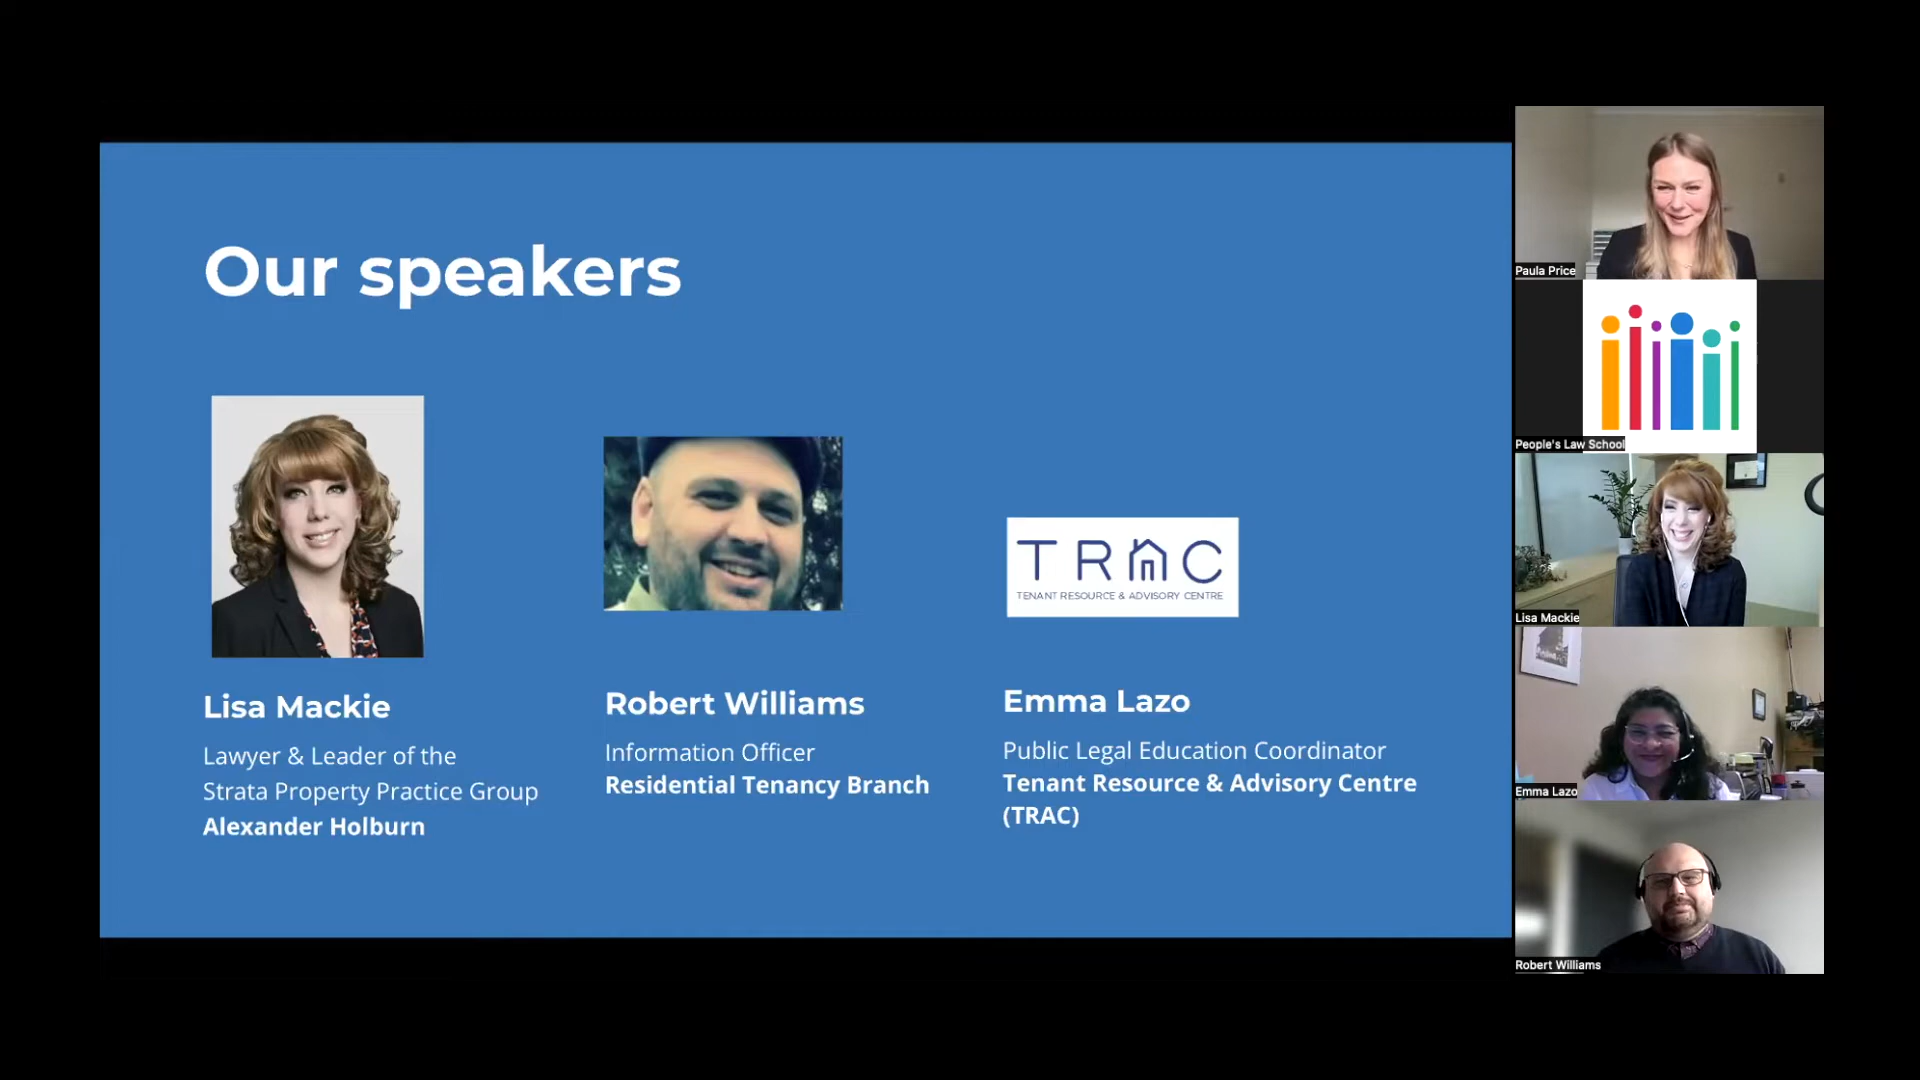 Our speakers
TRAC
TENANT RESOURCE & ADVISORY CENTRE
Lisa Mackie
Lawyer & Leader of the
Strata Property Practice Group
Alexander Holburn
Robert Williams
Information Officer
Residential Tenancy Branch
Emma Lazo
Public Legal Education Coordinator
Tenant Resource & Advisory Centre
(TRAC)
Paula Price
People's Law School
Lisa Mackie
Emma Lazo
Robert Williams